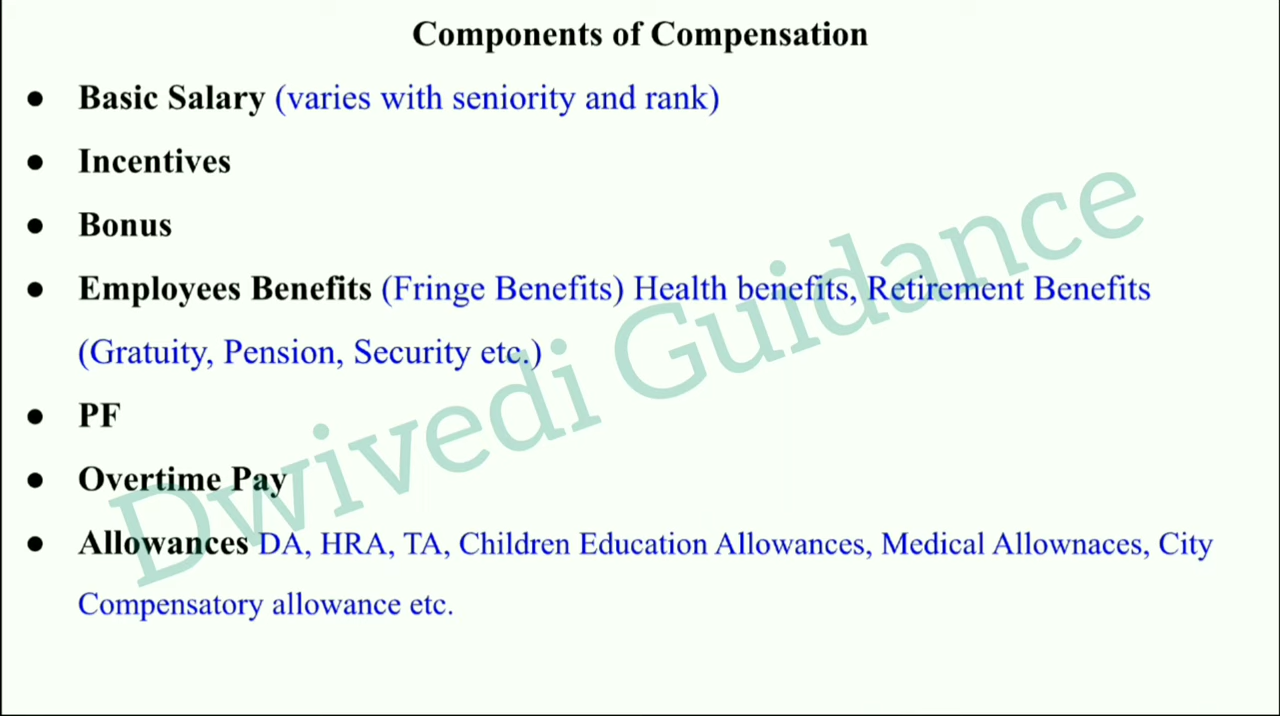 Components of Compensation
● Basic Salary (varies with seniority and rank)
● Incentives
● Bonus
● Employees Benefits (Fringe Benefits) Health benefits, Retirement Benefits
(Gratuity, Pension, Security etc.)
● PF
● Overtime Pay
● Allowances DA, HRA, TA, Children Education Allowances, Medical Allownaces, City
Compensatory allowance etc.
Dwivedi Guidance